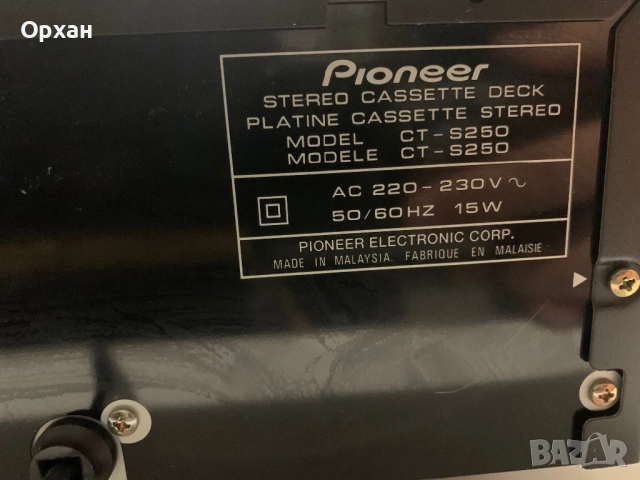 Орхан
Pioneer
STEREO CASSETTE DECK
PLATINE CASSETTE STEREO
MODEL CT-S250
MODELE CT-S250
AC 220-230V~
50/60HZ 15W
PIONEER ELECTRONIC CORP.
MADE IN MALAYSIA. FABRIQUE EN MALAISIE
BAZAR